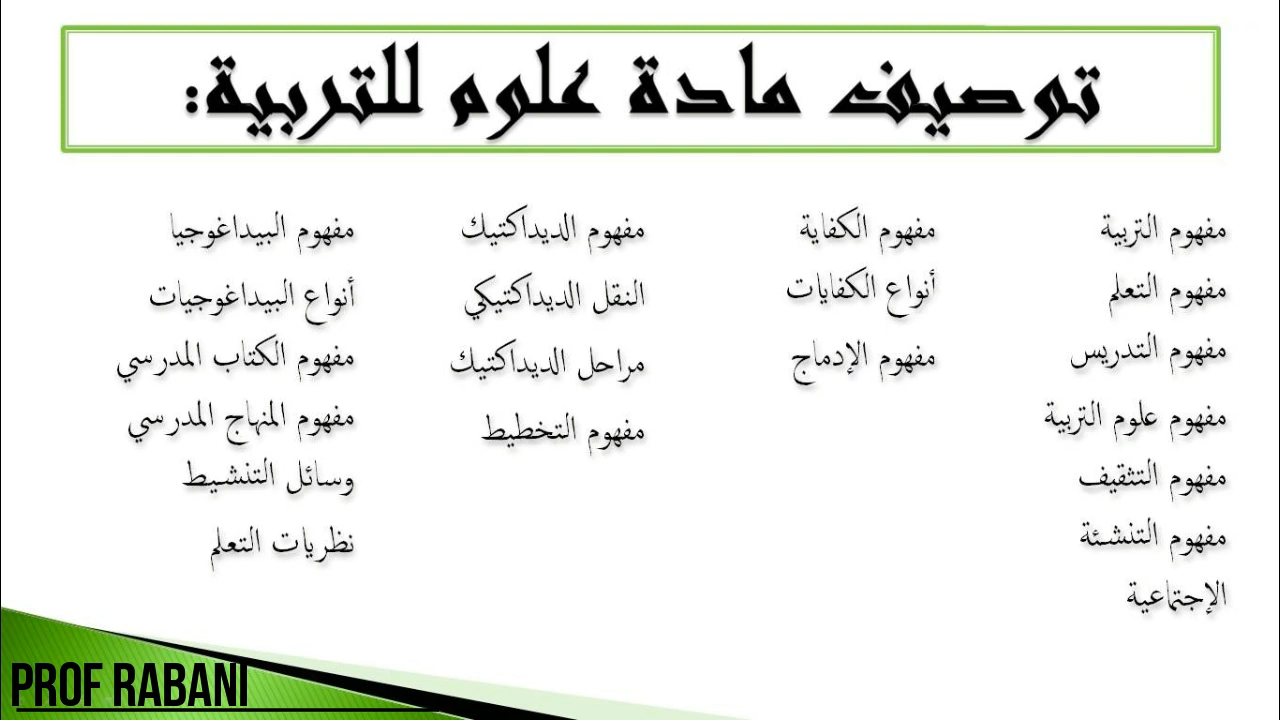 توصيف مادة علوم للتربية:
مفهوم التربية
مفهوم التعلم
مفهوم التدريس
مفهوم علوم التربية
مفهوم التثقيف
مفهوم التنشئة
الإجتماعية
مفهوم الكفاية
أنواع الكفايات
مفهوم الإدماج
مفهوم الديداكتيك
النقل الديداكتيكي
مراحل الديداكتيك
مفهوم التخطيط
مفهوم البيداغوجيا
أنواع البيداغوجيات
مفهوم الكتاب المدرسي
مفهوم المنهاج المدرسي
وسائل التنشيط
نظريات التعلم
PROF RABANI